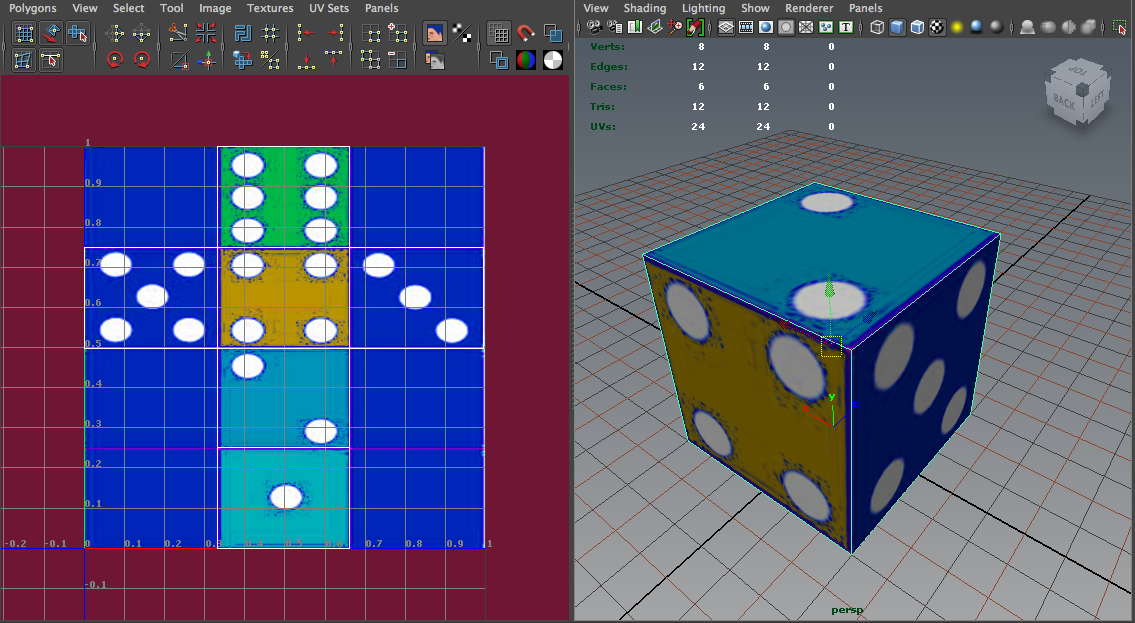 Polygons View Select Tool Image Textures UV Sets Panels
View Shading Lighting Show Renderer Panels
T
Verts: 8 8 0
Edges: 12 12 0
Faces: 6 6 0
Tris: 12 12 0
UVs: 24 24 0
TOP
BACK LEFT
1
0.9
0.8
0.7
0.6
0.5
0.4
0.3
0.2
0.1
-0.2 -0.1 0 0.1 0.2 0.3 0.4 0.5 0.6 0.7 0.8 0.9 1
-0.1
y
x z
persp